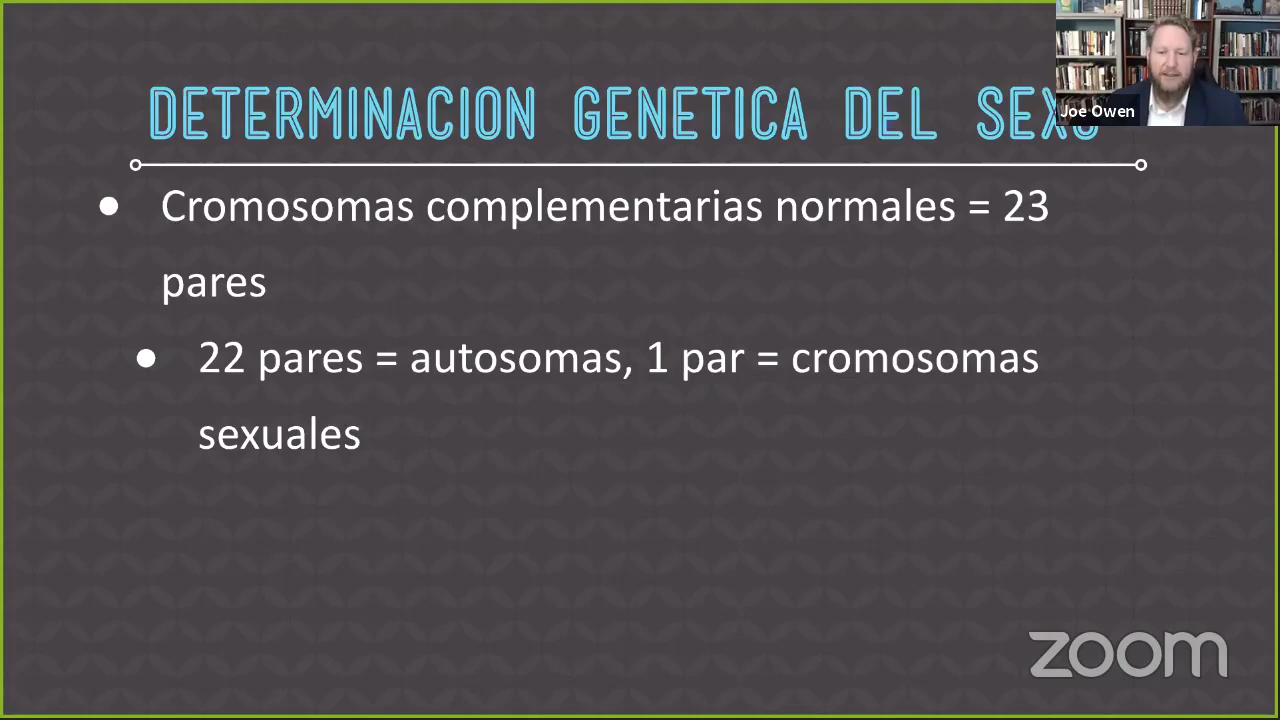 DETERMINACION GENETICA DEL SEXO
Joe Owen
Cromosomas complementarias normales = 23
pares
22 pares = autosomas, 1 par = cromosomas
sexuales
zoom